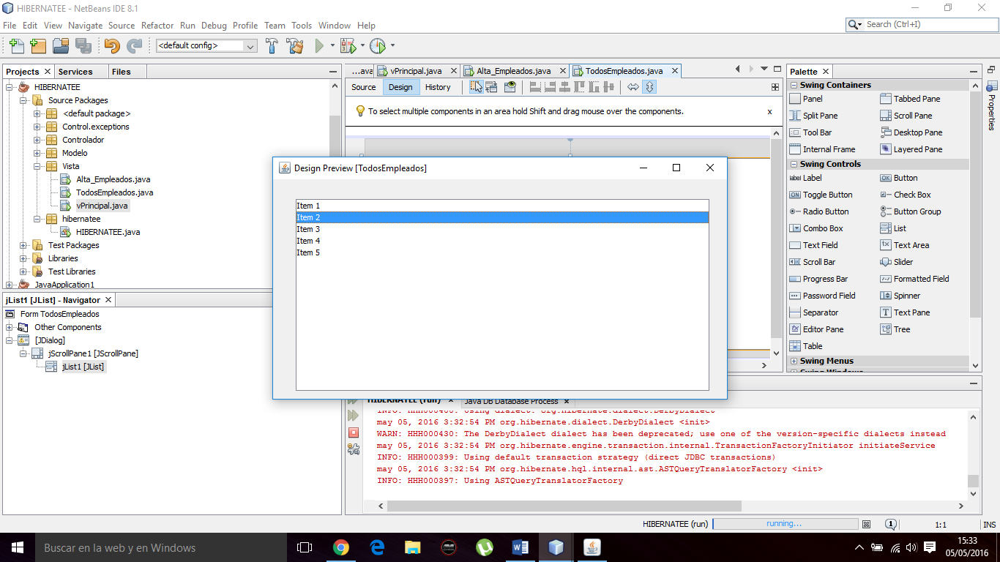 HIBERNATEE - NetBeans IDE 8.1
File Edit View Navigate Source Refactor Run Debug Profile Team Tools Window Help
Search (Ctrl+I)
<default config>
Projects Services Files
HIBERNATEE
Source Packages
<default package>
Control.exceptions
Controlador
Modelo
Vista
Alta_Empleados.java
TodosEmpleados.java
vPrincipal.java
hibernatee
HIBERNATEE.java
Test Packages
Libraries
Test Libraries
JavaApplication1
jList1 [JList] - Navigator
Form TodosEmpleados
Other Components
[JDialog]
jScrollPane1 [JScrollPane]
jList1 [JList]
...ava vPrincipal.java Alta_Empleados.java TodosEmpleados.java
Source Design History
To select multiple components in an area hold Shift and drag mouse over the components. x
Design Preview [TodosEmpleados]
Item 1
Item 2
Item 3
Item 4
Item 5
Palette
Swing Containers
Panel Tabbed Pane
Split Pane Scroll Pane
Tool Bar Desktop Pane
Internal Frame Layered Pane
Swing Controls
label Label OK Button
ON Toggle Button Check Box
Radio Button Button Group
Combo Box List
Text Field Text Area
Scroll Bar Slider
Progress Bar Formatted Field
Password Field Spinner
Separator Text Pane
Editor Pane Tree
Table
Swing Menus
Swing Windows
Properties
HIBERNATEE (run) Java DB Database Process
INFO: HHH000400: Using dialect: org.hibernate.dialect.DerbyDialect
may 05, 2016 3:32:54 PM org.hibernate.dialect.DerbyDialect <init>
WARN: HHH000430: The DerbyDialect dialect has been deprecated; use one of the version-specific dialects instead
may 05, 2016 3:32:54 PM org.hibernate.engine.transaction.internal.TransactionFactoryInitiator initiateService
INFO: HHH000399: Using default transaction strategy (direct JDBC transactions)
may 05, 2016 3:32:54 PM org.hibernate.hql.internal.ast.ASTQueryTranslatorFactory <init>
INFO: HHH000397: Using ASTQueryTranslatorFactory
HIBERNATEE (run) running... 1 1:1 INS
Buscar en la web y en Windows
15:33
05/05/2016